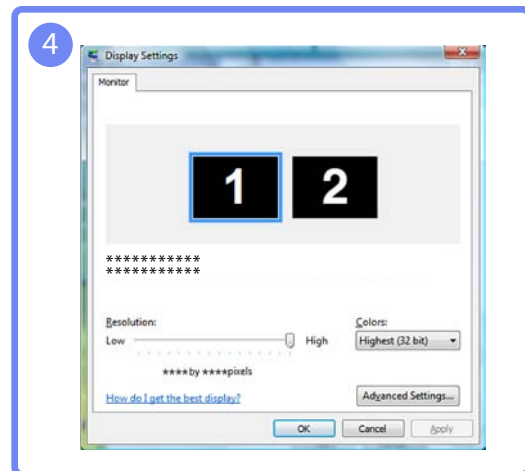 4
Display Settings
Monitor
1 2
***********
***********
Resolution: Colors:
Low High Highest (32 bit)
****by ****pixels
How do I get the best display? Advanced Settings...
OK Cancel Apply